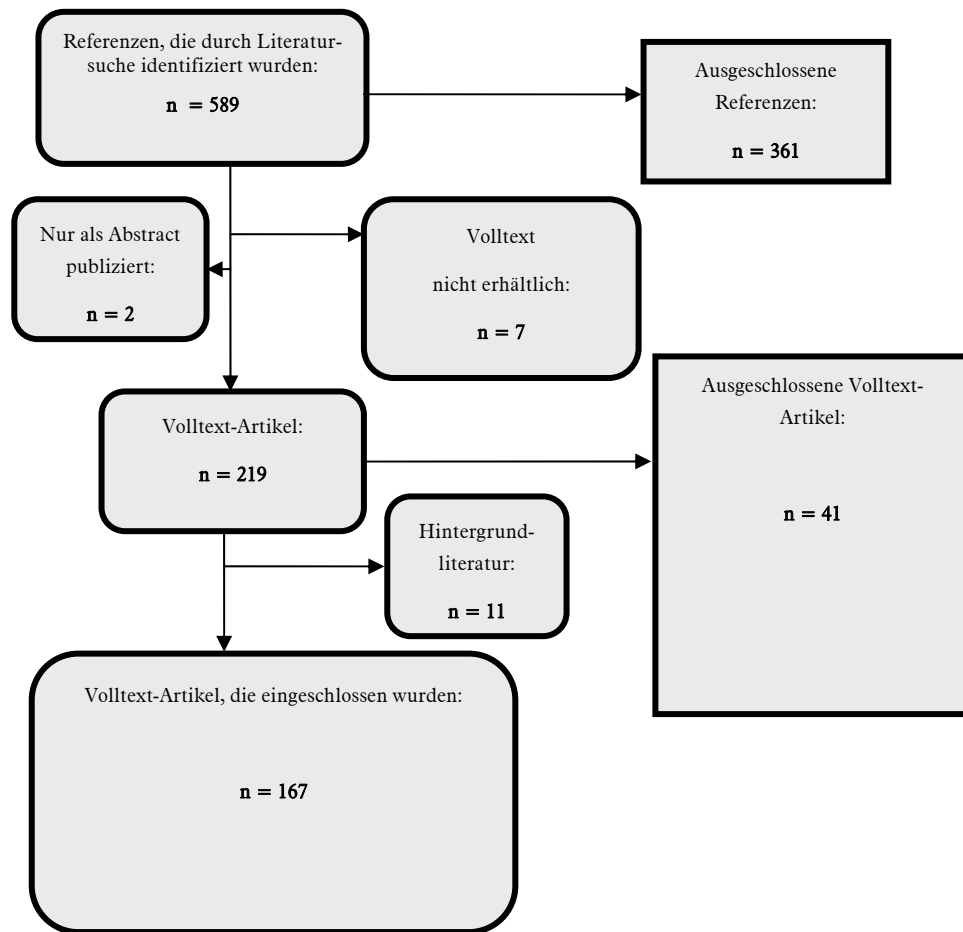 Referenzen, die durch Literatur-
suche identifiziert wurden:
n = 589
Ausgeschlossene
Referenzen:
n = 361
Nur als Abstract
publiziert:
n = 2
Volltext
nicht erhältlich:
n = 7
Volltext-Artikel:
n = 219
Ausgeschlossene Volltext-
Artikel:
n = 41
Hintergrund-
literatur:
n = 11
Volltext-Artikel, die eingeschlossen wurden:
n = 167